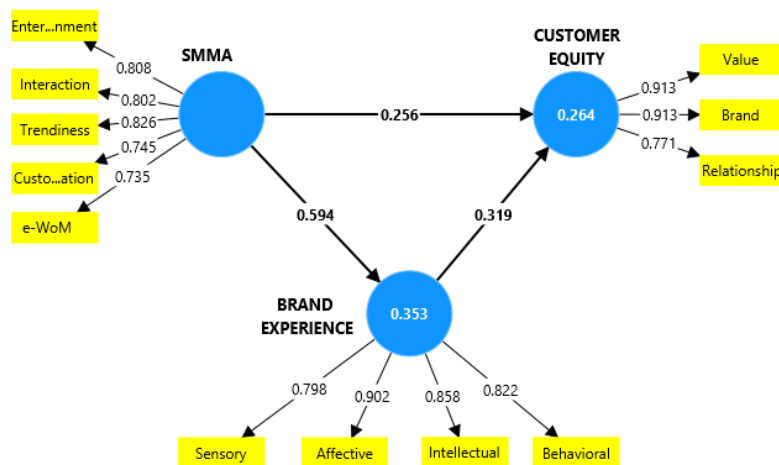 Enter...nment
SMMA
CUSTOMER
EQUITY
Value
0.808
Interaction
0.802
0.913
Trendiness
0.826
0.256
0.264
0.913
Brand
0.745
0.771
Custo...ation
0.735
Relationship
e-WoM
0.594
0.319
BRAND
EXPERIENCE
0.353
0.798
0.902
0.858
0.822
Sensory
Affective
Intellectual
Behavioral